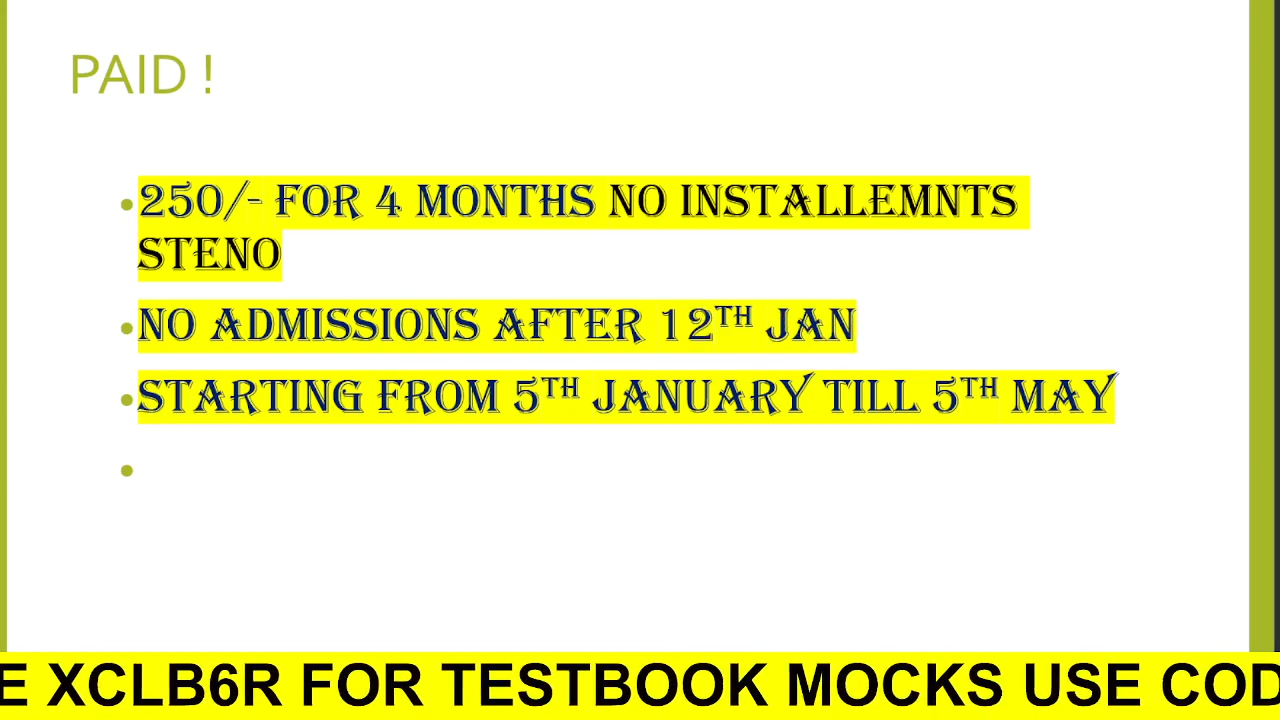 PAID !
•250/- FOR 4 MONTHS NO INSTALLEMNTS
STENO
•NO ADMISSIONS AFTER 12TH JAN
•STARTING FROM 5TH JANUARY TILL 5TH MAY
•
E XCLB6R FOR TESTBOOK MOCKS USE COD